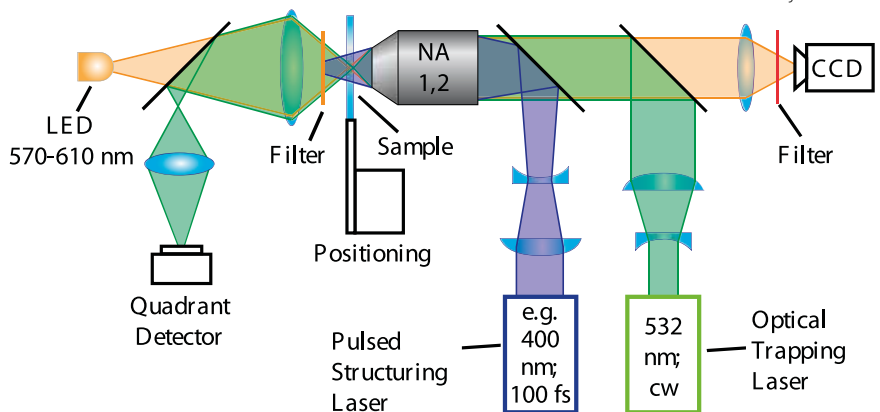 LED
570-610 nm
Filter
Sample
NA
1,2
CCD
Filter
Positioning
Quadrant
Detector
Pulsed
Structuring
Laser
e.g.
400
nm;
100 fs
532
nm;
cw
Optical
Trapping
Laser